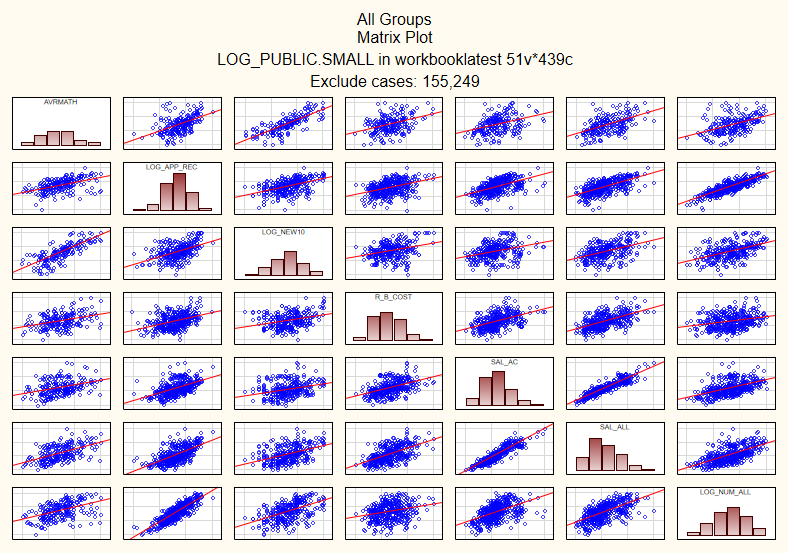 All Groups
Matrix Plot
LOG_PUBLIC.SMALL in workbooklatest 51v*439c
Exclude cases: 155,249
AVRMATH
LOG_APP_REC
LOG_NEW10
R_B_COST
SAL_AC
SAL_ALL
LOG_NUM_ALL